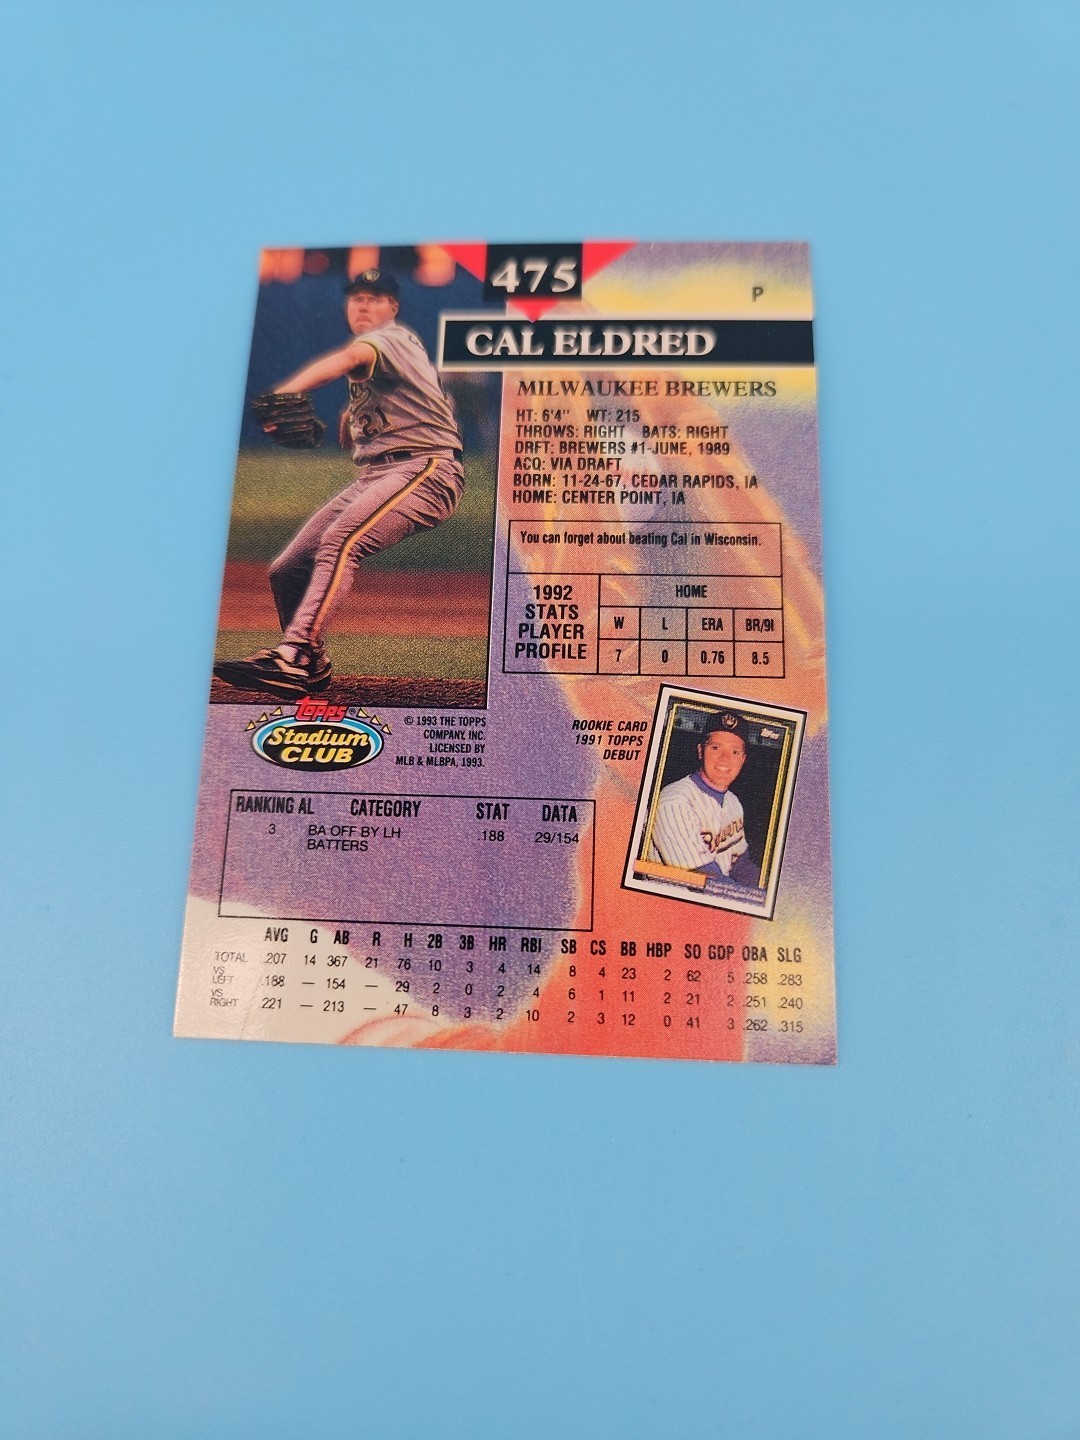 475
P
CAL ELDRED
MILWAUKEE BREWERS
HT: 6'4" WT: 215
THROWS: RIGHT BATS: RIGHT
DRFT: BREWERS #1-JUNE, 1989
ACQ: VIA DRAFT
BORN: 11-24-67, CEDAR RAPIDS, IA
HOME: CENTER POINT, IA
You can forget about beating Cal in Wisconsin.
1992
STATS
PLAYER
PROFILE
HOME
W L ERA BR/9I
7 0 0.76 8.5
21
Topps®
Stadium
CLUB
© 1993 THE TOPPS
COMPANY, INC.
LICENSED BY
MLB & MLBPA, 1993.
ROOKIE CARD
1991 TOPPS
DEBUT
Topps
Brewers
RANKING AL CATEGORY STAT DATA
3 BA OFF BY LH .188 29/154
BATTERS
AVG G AB R H 2B 3B HR RBI SB CS BB HBP SO GDP OBA SLG
TOTAL .207 14 367 21 76 10 3 4 14 8 4 23 2 62 5 .258 .283
VS
LEFT .188 — 154 — 29 2 0 2 4 6 1 11 2 21 2 .251 .240
VS
RIGHT .221 — 213 — 47 8 3 2 10 2 3 12 0 41 3 .262 .315